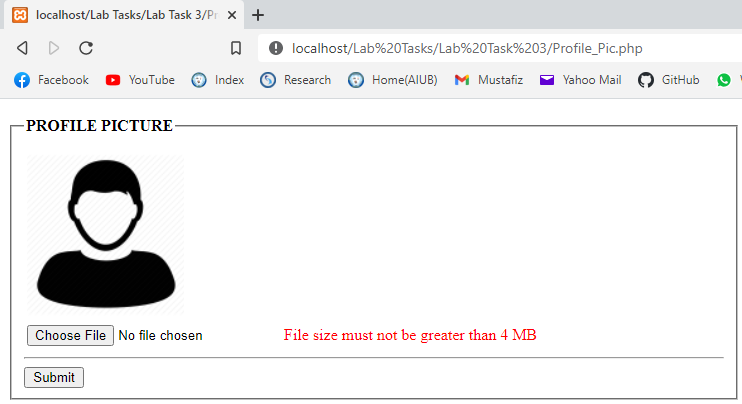 localhost/Lab Tasks/Lab Task 3/Pr
localhost/Lab%20Tasks/Lab%20Task%203/Profile_Pic.php
Facebook YouTube Index Research Home(AIUB) Mustafiz Yahoo Mail GitHub
PROFILE PICTURE
Choose File No file chosen File size must not be greater than 4 MB
Submit